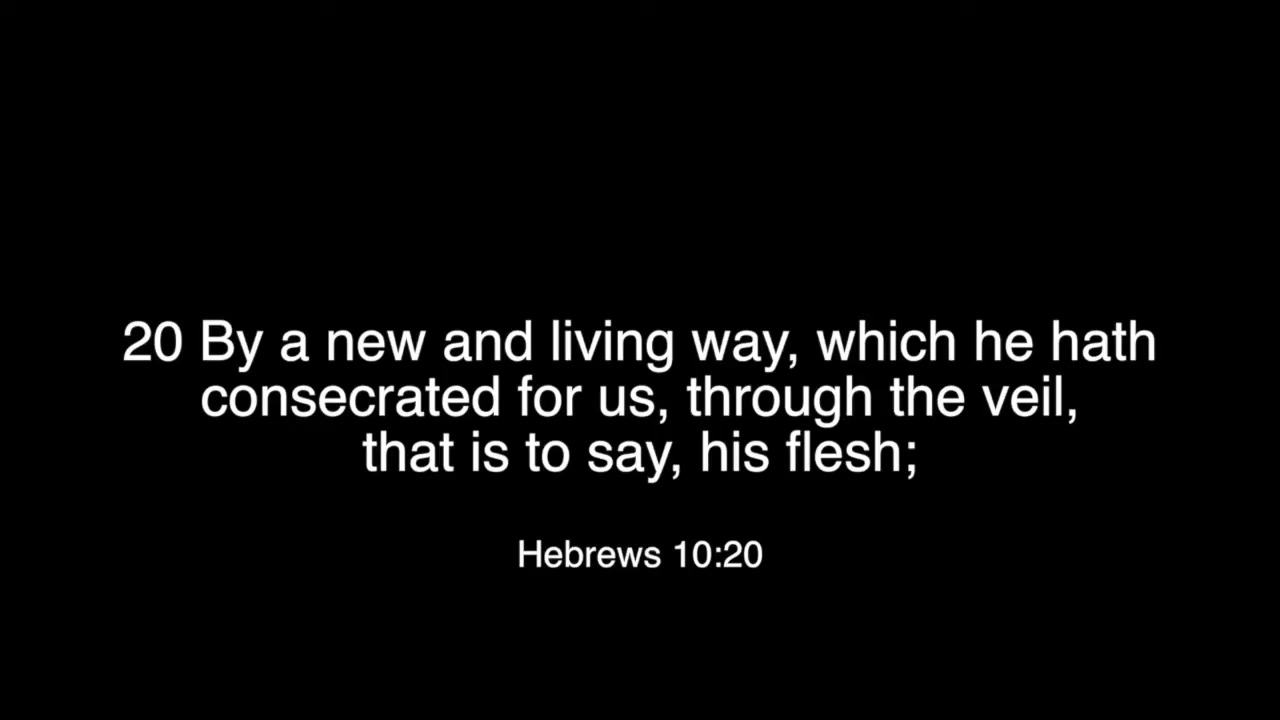 20 By a new and living way, which he hath
consecrated for us, through the veil,
that is to say, his flesh;
Hebrews 10:20